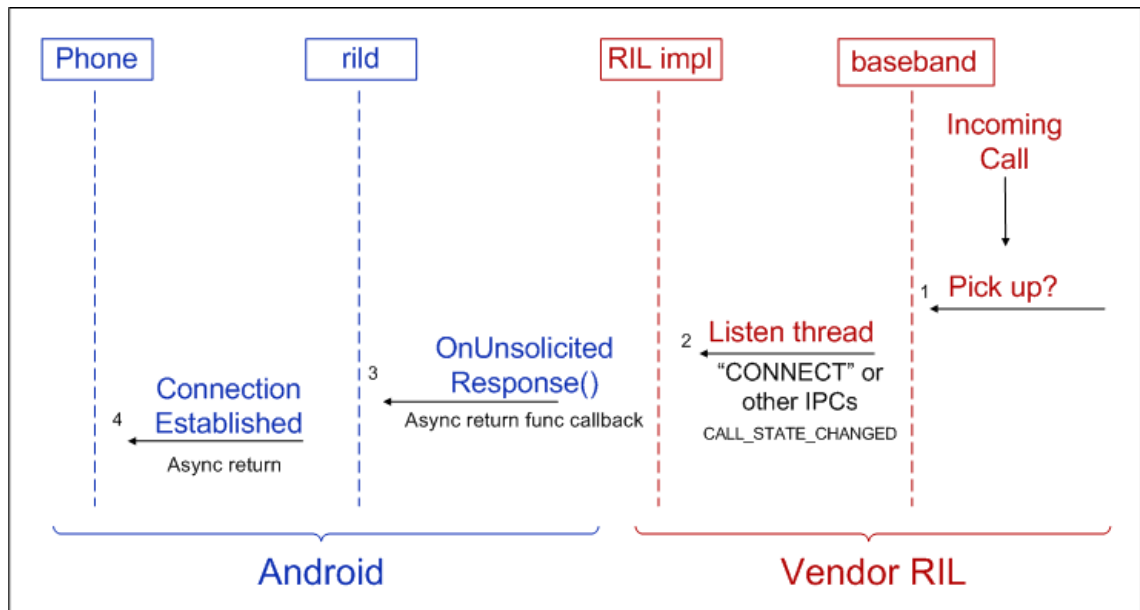 Phone
rild
RIL impl
baseband
Incoming
Call
1
Pick up?
2
Listen thread
“CONNECT” or
other IPCs
CALL_STATE_CHANGED
3
OnUnsolicited
Response()
Async return func callback
4
Connection
Established
Async return
Android
Vendor RIL